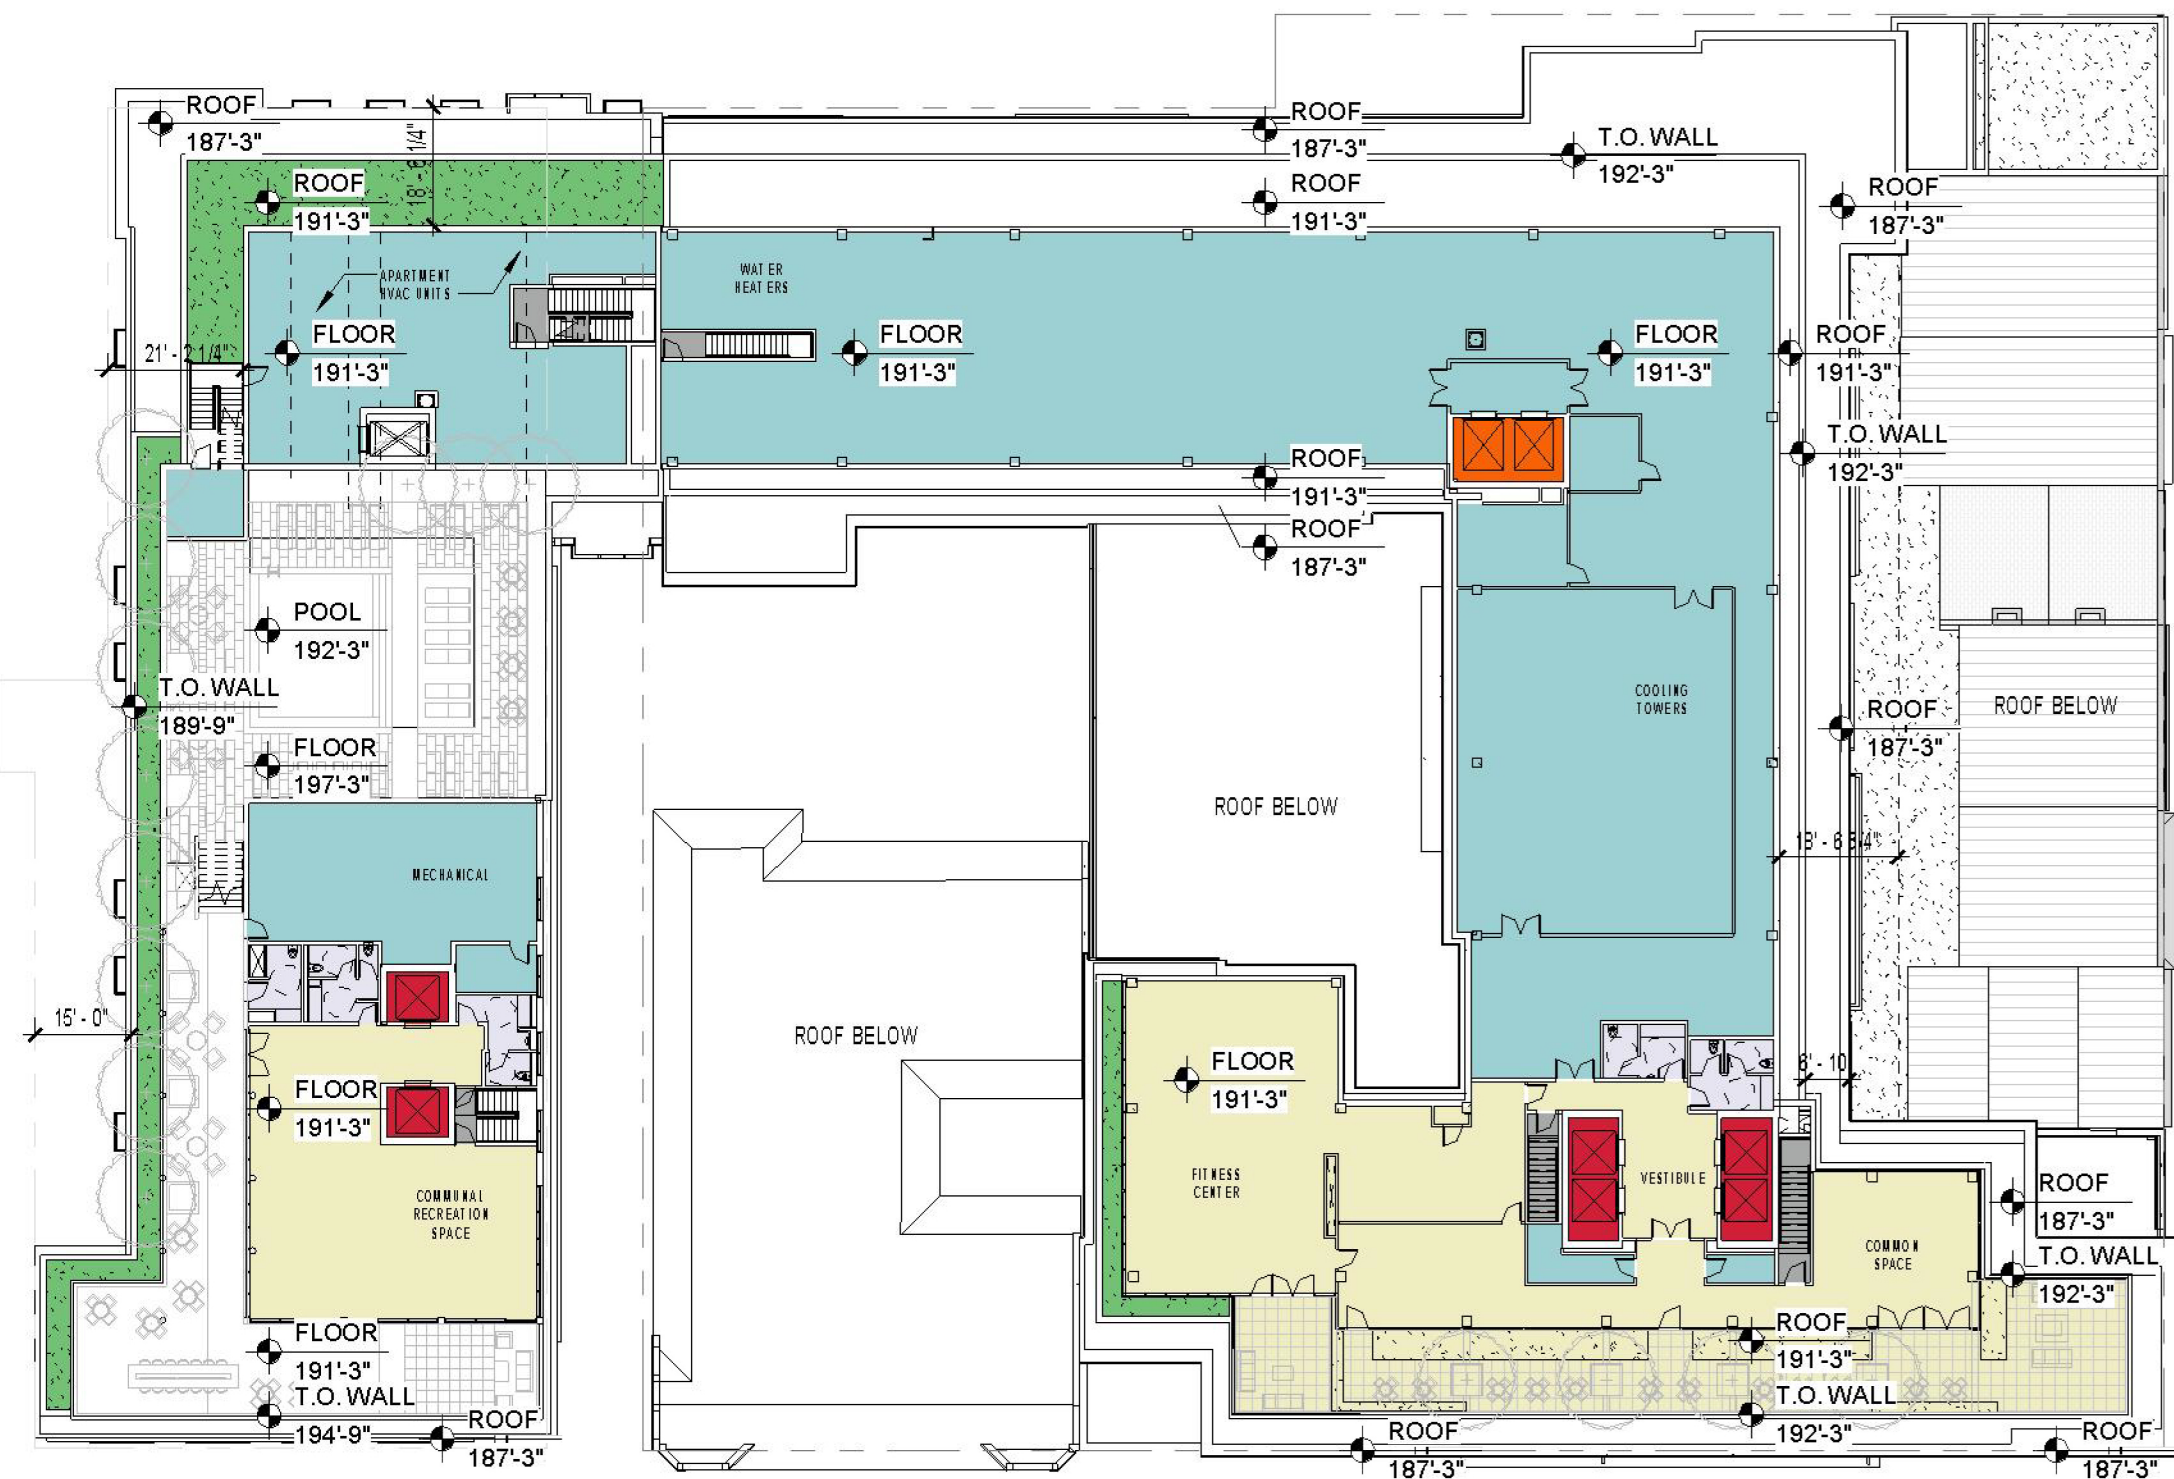 ROOF
187'-3"
18' - 6 1/4"
ROOF
187'-3"
T.O. WALL
192'-3"
ROOF
191'-3"
ROOF
191'-3"
ROOF
187'-3"
APARTMENT
HVAC UNITS
WATER
HEATERS
FLOOR
191'-3"
FLOOR
191'-3"
FLOOR
191'-3"
ROOF
191'-3"
21' - 2 1/4"
T.O. WALL
192'-3"
ROOF
191'-3"
ROOF
187'-3"
POOL
192'-3"
T.O. WALL
189'-9"
FLOOR
197'-3"
COOLING
TOWERS
ROOF
187'-3"
ROOF BELOW
ROOF BELOW
18' - 6 3/4"
MECHANICAL
15' - 0"
ROOF BELOW
FLOOR
191'-3"
6' - 10
FLOOR
191'-3"
FITNESS
CENTER
VESTIBULE
COMMUNAL
RECREATION
SPACE
COMMON
SPACE
ROOF
187'-3"
T.O. WALL
192'-3"
FLOOR
191'-3"
T.O. WALL
194'-9"
ROOF
187'-3"
ROOF
191'-3"
T.O. WALL
192'-3"
ROOF
187'-3"
ROOF
187'-3"